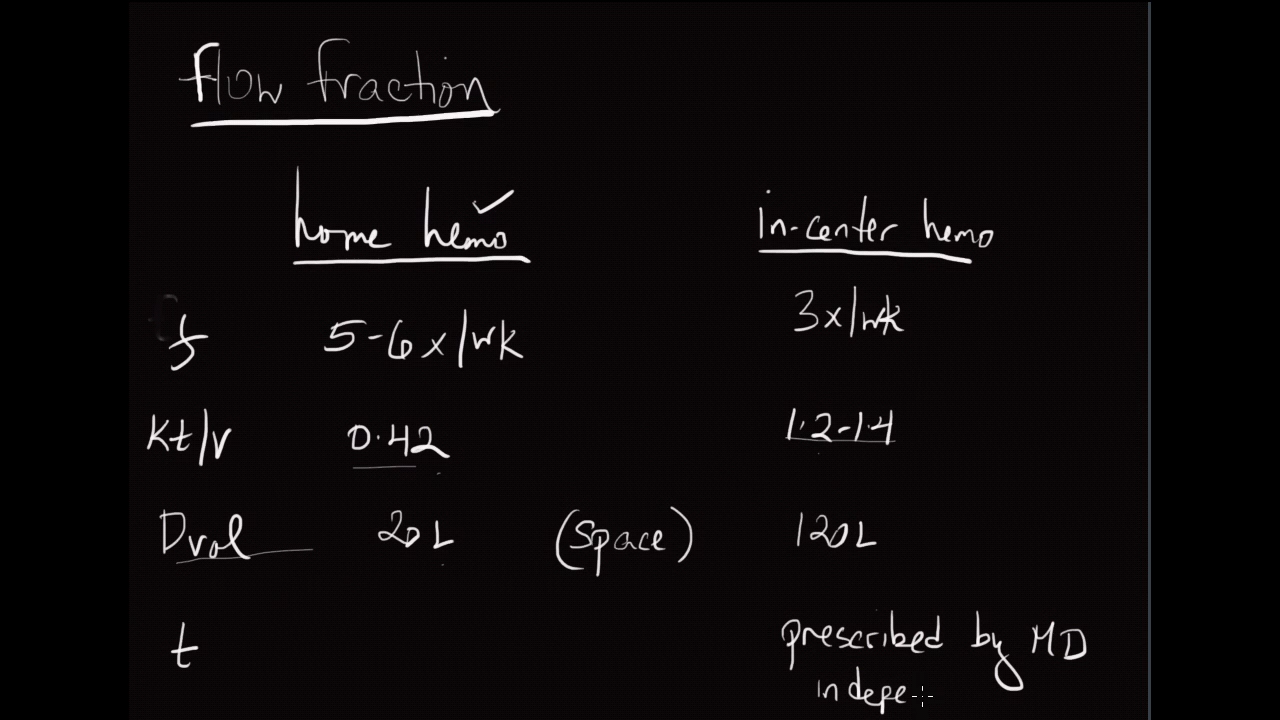 flow fraction
home hemo ✓ in-center hemo
f 5-6x/wk 3x/wk
Kt/v 0.42 1.2-1.4
Dvol 20L (Space) 120L
t prescribed by MD
indepe